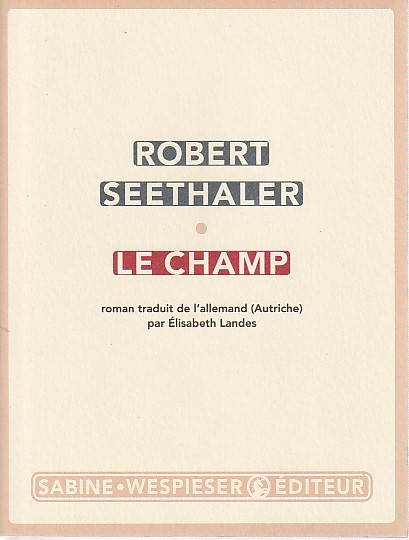 ROBERT
SEETHALER
LE CHAMP
roman traduit de l'allemand (Autriche)
par Élisabeth Landes
SABINE • WESPIESER ÉDITEUR